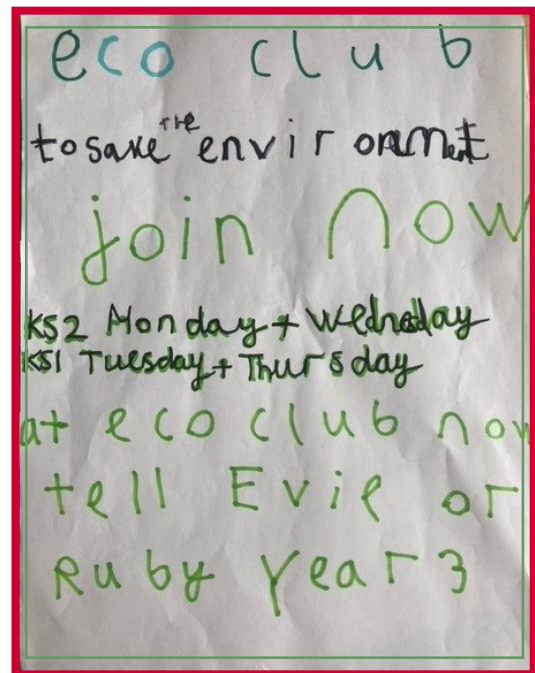 eco club
to save the enviroment
join now
KS2 Monday + Wednesday
KS1 Tuesday + Thursday
at eco club now
tell Evie or
Ruby Year 3